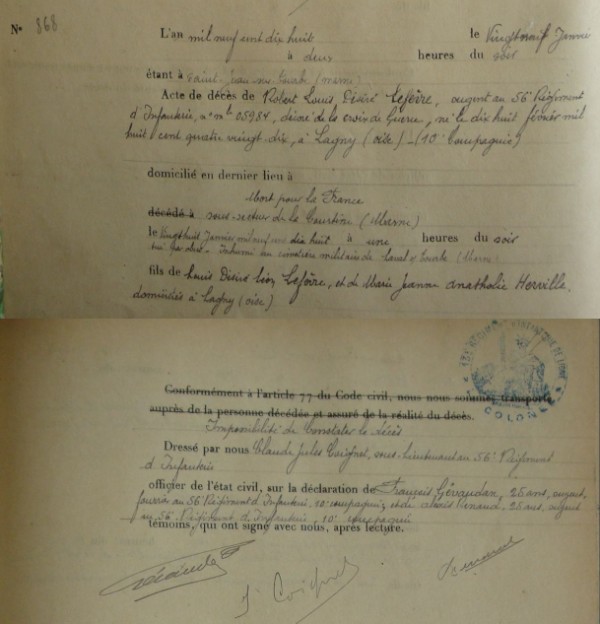 N° 868
L'an mil neuf cent dix huit le Vingt neuf Janvier
à deux heures du soir
étant à Saint-Jean-sur-Tourbe (Marne)
Acte de décès de Robert Louis Désiré Lefèvre, sergent au 56e Régiment
d'Infanterie, n° mle 05984, décoré de la croix de Guerre, né le dix huit février mil
huit cent quatre vingt dix, à Lagny (oise) - (10e Compagnie)
domicilié en dernier lieu à
Mort pour la France
décédé à sous-secteur de la Courtine (Marne)
le Vingt huit Janvier mil neuf cent dix huit à une heures du soir
tué par obus - Inhumé au cimetière militaire de Laval s/ Tourbe (Marne)
fils de Louis Désiré Léon Lefèvre, et de Marie Jeanne Anathalie Herville,
domiciliés à Lagny (oise)
Conformément à l'article 77 du Code civil, nous nous sommes transporté
auprès de la personne décédée et assuré de la réalité du décès.
COLONEL
Impossibilité de Constater le décès
Dressé par nous Claude Jules Coignet, sous-lieutenant au 56e Régiment
d'Infanterie
officier de l'état civil, sur la déclaration de François Gévaudan, 25 ans, sergent
fourrier au 56e Régiment d'Infanterie, 10e compagnie, et de Renaud, 25 ans, sergent
au 56e Régiment d'Infanterie, 10e compagnie
témoins, qui ont signé avec nous, après lecture.
Coignet